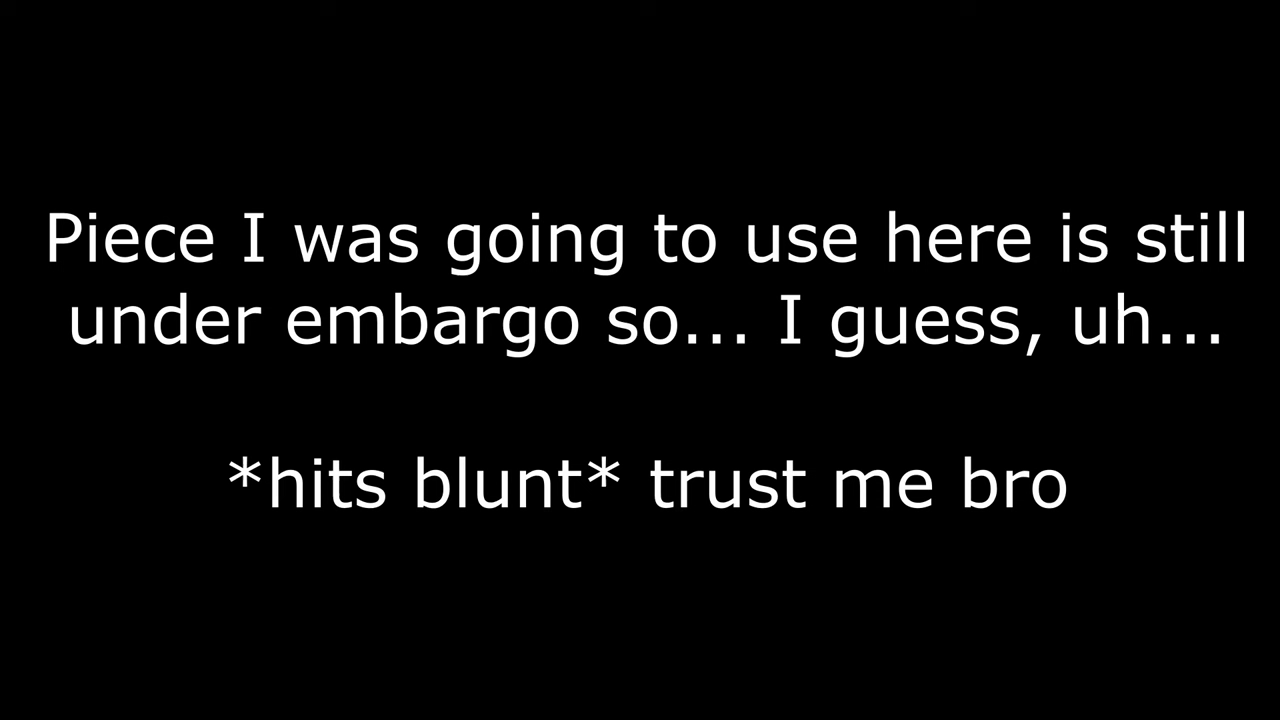 Piece I was going to use here is still
under embargo so... I guess, uh...
*hits blunt* trust me bro